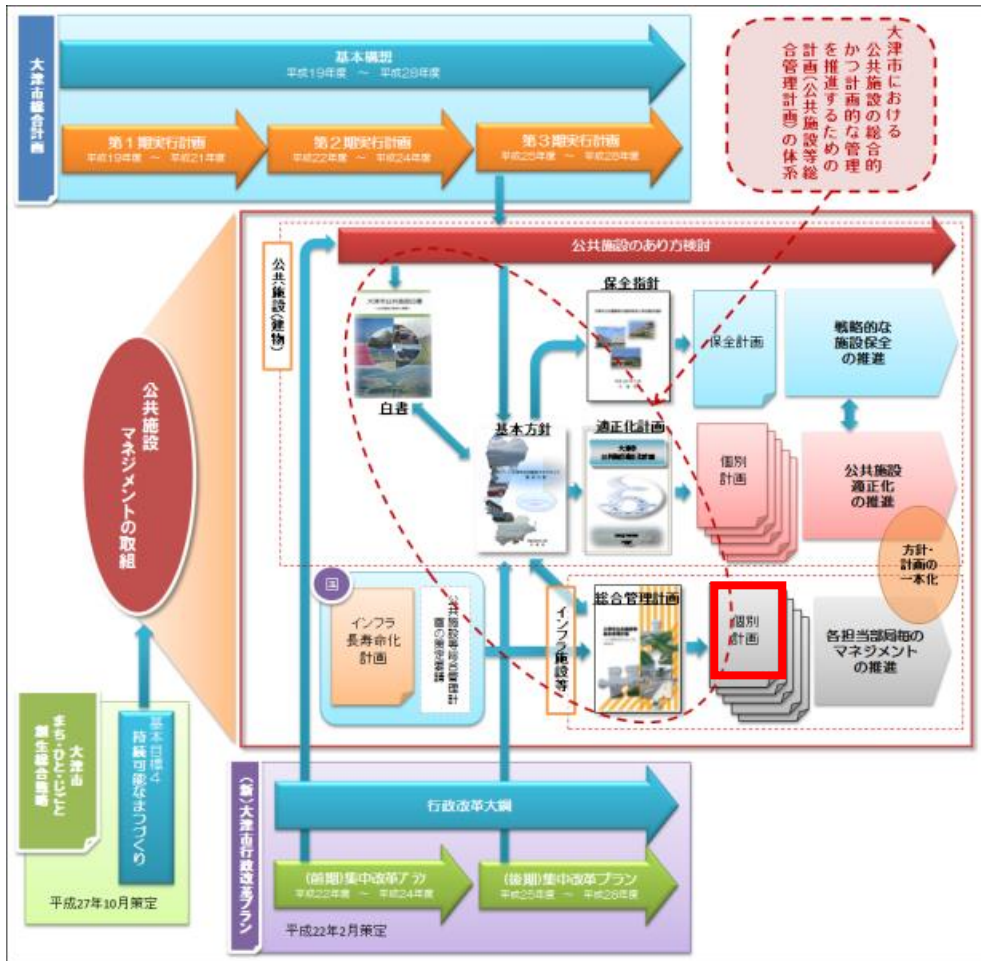 大津市総合計画
基本構想
平成19年度 ～ 平成28年度
第1期実行計画
平成19年度 ～ 平成21年度
第2期実行計画
平成22年度 ～ 平成24年度
第3期実行計画
平成25年度 ～ 平成28年度
大津市における
公共施設の総合的
かつ計画的な管理
を推進するための
計画(公共施設等総
合管理計画)の体系
公共施設
マネジメントの取組
公共施設(建物)
公共施設のあり方検討
白書
基本方針
保全指針
保全計画
戦略的な
施設保全
の推進
適正化計画
個別
計画
公共施設
適正化
の推進
方針・
計画の
一本化
国
インフラ
長寿命化
計画
公共施設等総合管理計
画の策定要請
インフラ施設等
総合管理計画
個別
計画
各担当部局毎の
マネジメント
の推進
大津市
まち・ひと・しごと
創生総合戦略
基本目標4
持続可能なまちづくり
平成27年10月策定
(新)大津市行政改革プラン
行政改革大綱
(前期)集中改革プラン
平成22年度 ～ 平成24年度
(後期)集中改革プラン
平成25年度 ～ 平成28年度
平成22年2月策定